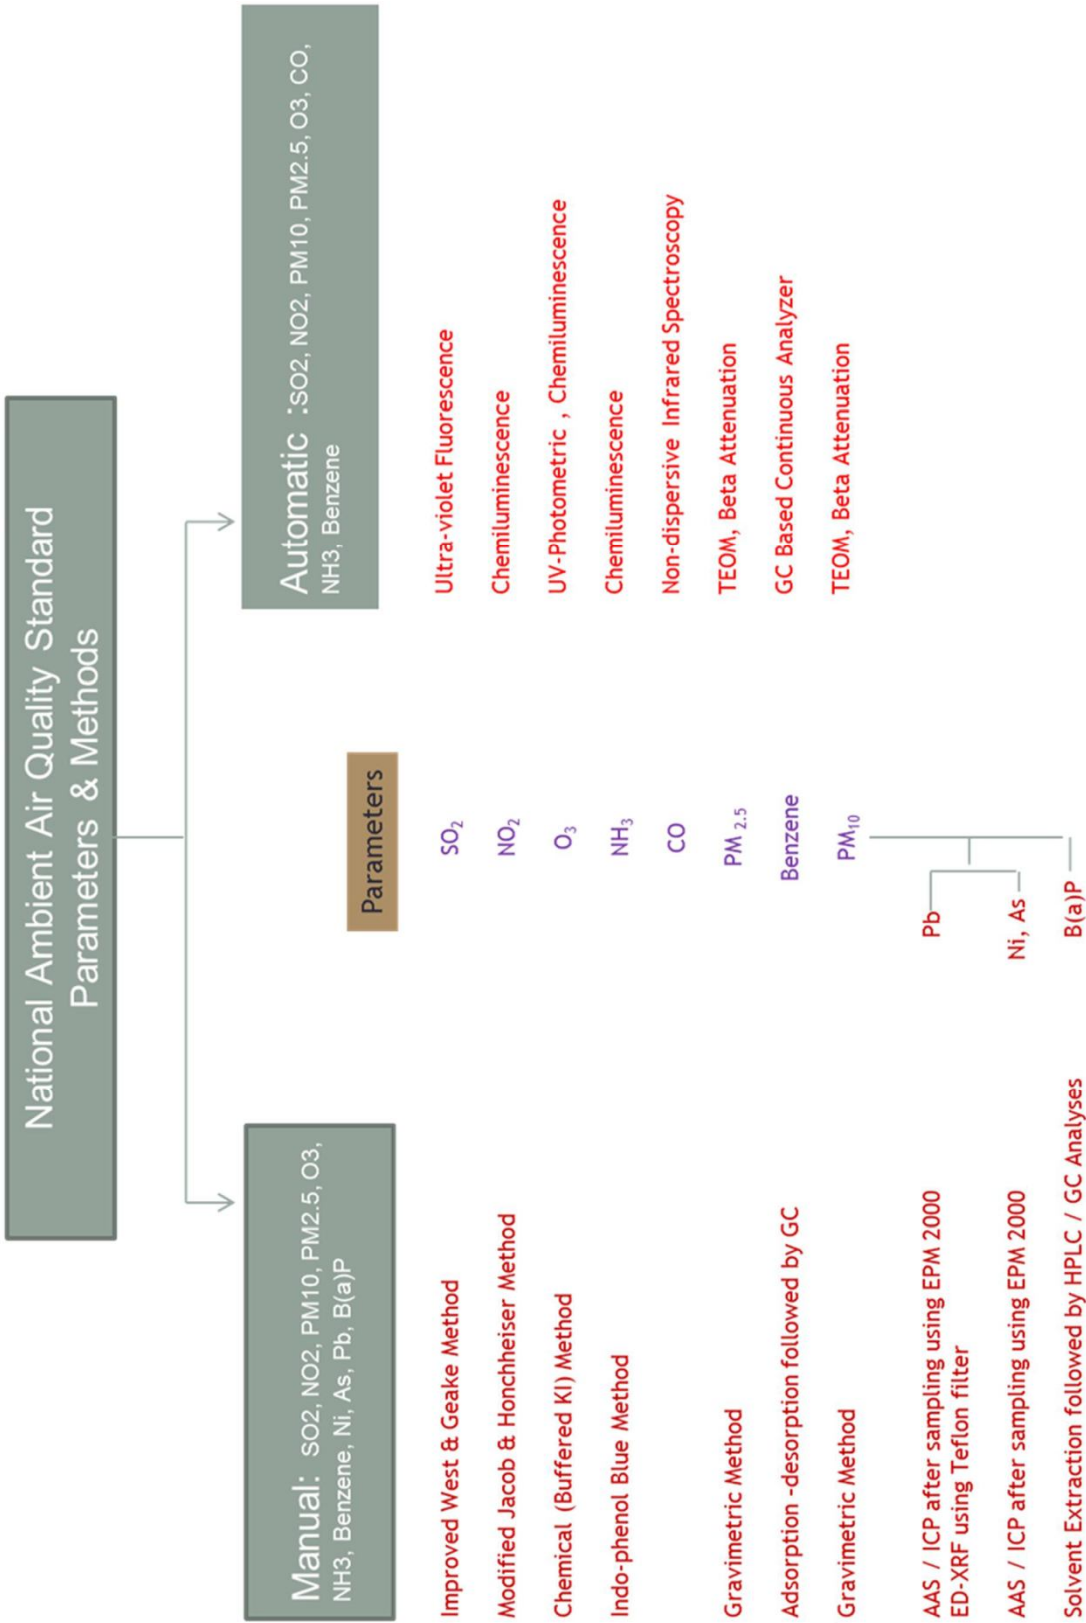 National Ambient Air Quality Standard
Parameters & Methods
Manual: SO2, NO2, PM10, PM2.5, O3,
NH3, Benzene, Ni, As, Pb, B(a)P
Automatic :SO2, NO2, PM10, PM2.5, O3, CO,
NH3, Benzene
Parameters
Improved West & Geake Method
SO₂
Ultra-violet Fluorescence
Modified Jacob & Honchheiser Method
NO₂
Chemiluminescence
Chemical (Buffered KI) Method
O₃
UV-Photometric , Chemiluminescence
Indo-phenol Blue Method
NH₃
Chemiluminescence
CO
Non-dispersive Infrared Spectroscopy
Gravimetric Method
PM ₂.₅
TEOM, Beta Attenuation
Adsorption -desorption followed by GC
Benzene
GC Based Continuous Analyzer
Gravimetric Method
PM₁₀
TEOM, Beta Attenuation
AAS / ICP after sampling using EPM 2000
Pb
ED-XRF using Teflon filter
AAS / ICP after sampling using EPM 2000
Ni, As
Solvent Extraction followed by HPLC / GC Analyses
B(a)P